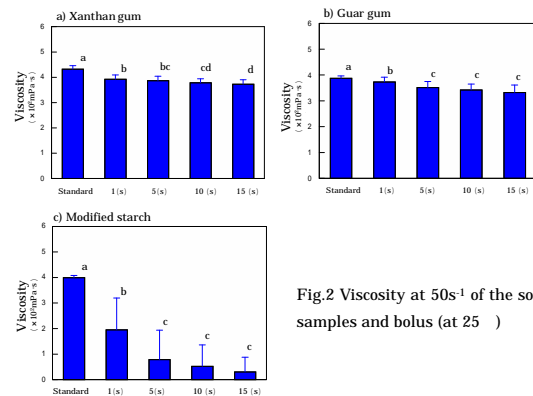 a) Xanthan gum
Viscosity
(×10²mPa·s)
6
5
4
3
2
1
0
a
b
bc
cd
d
Standard 1(s) 5(s) 10 (s) 15 (s)
b) Guar gum
Viscosity
(×10²mPa·s)
6
5
4
3
2
1
0
a
b
c
c
c
Standard 1(s) 5(s) 10 (s) 15 (s)
c) Modified starch
Viscosity
(×10²mPa·s)
6
5
4
3
2
1
0
a
b
c
c
c
Standard 1(s) 5(s) 10 (s) 15 (s)
Fig.2 Viscosity at 50s⁻¹ of the so
samples and bolus (at 25 )